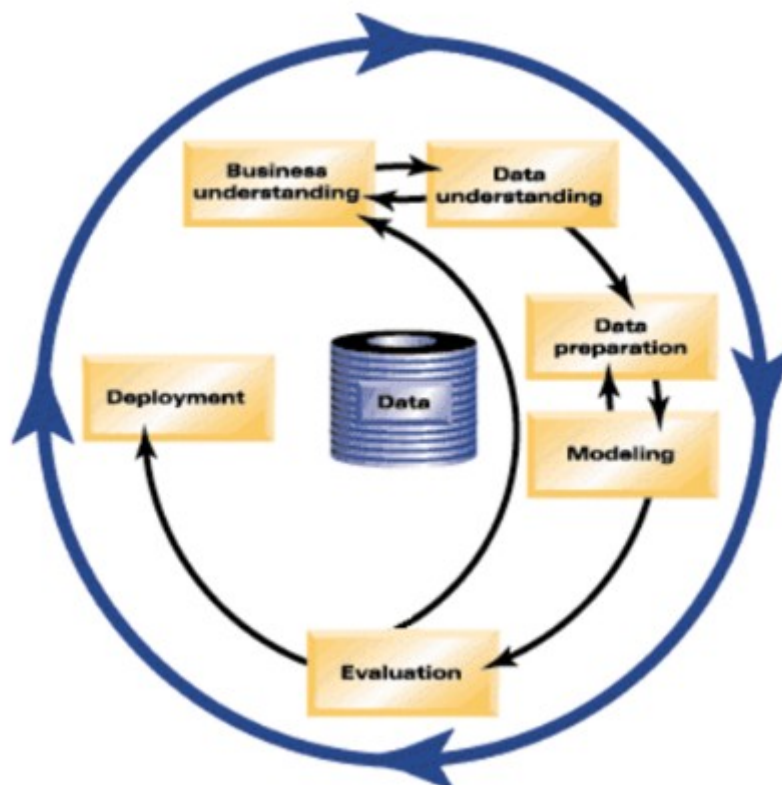 Business
understanding
Data
understanding
Data
preparation
Modeling
Evaluation
Deployment
Data